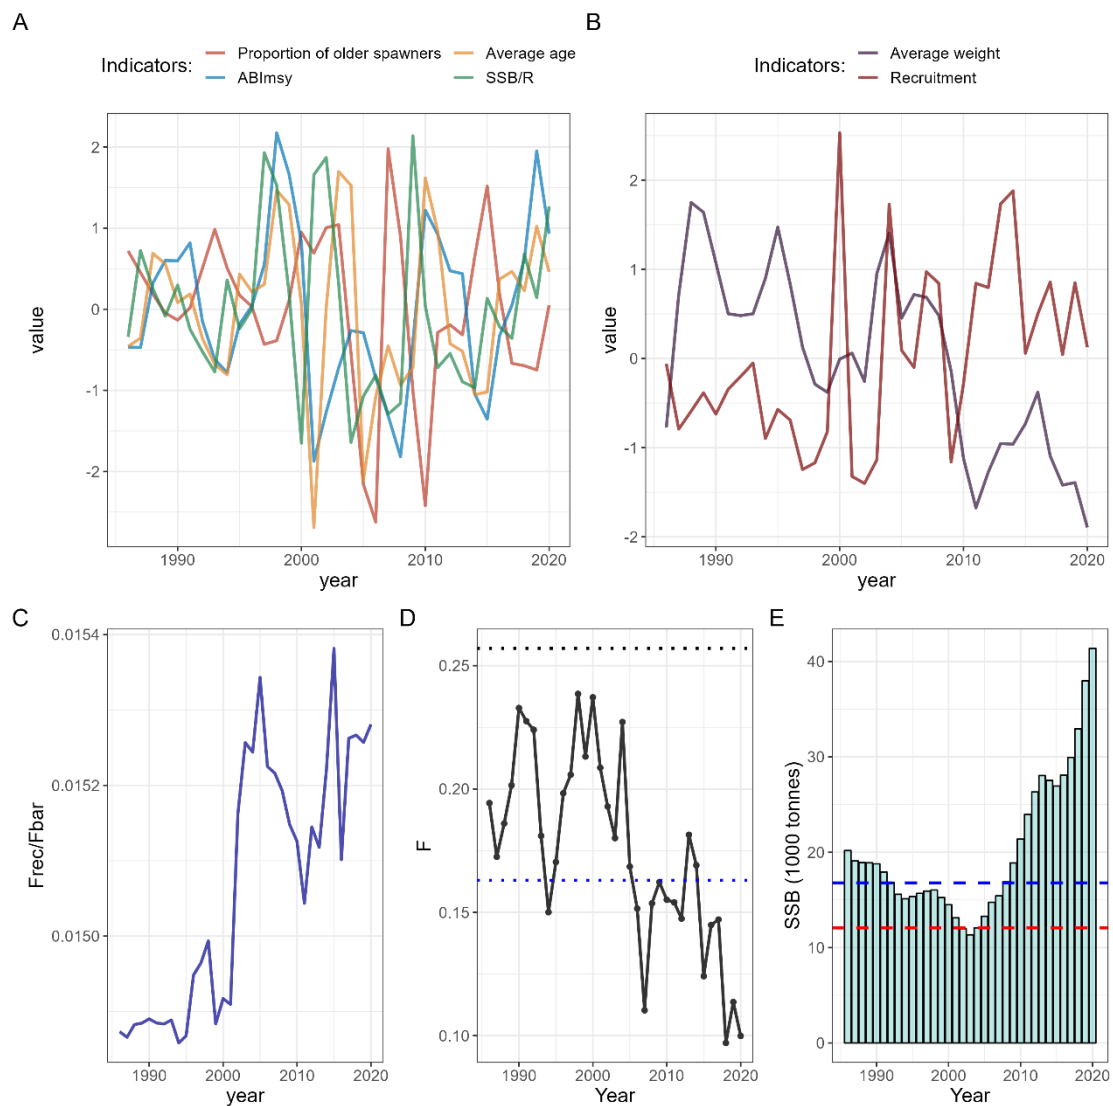 A
B
Indicators:
Proportion of older spawners
Average age
ABImsy
SSB/R
Indicators:
Average weight
Recruitment
value
2
1
0
-1
-2
1990
2000
2010
2020
year
value
2
1
0
-1
-2
1990
2000
2010
2020
year
C
D
E
Frec/Fbar
0.0154
0.0152
0.0150
1990
2000
2010
2020
year
F
0.25
0.20
0.15
0.10
1990
2000
2010
2020
Year
SSB (1000 tonnes)
40
30
20
10
0
1990
2000
2010
2020
Year